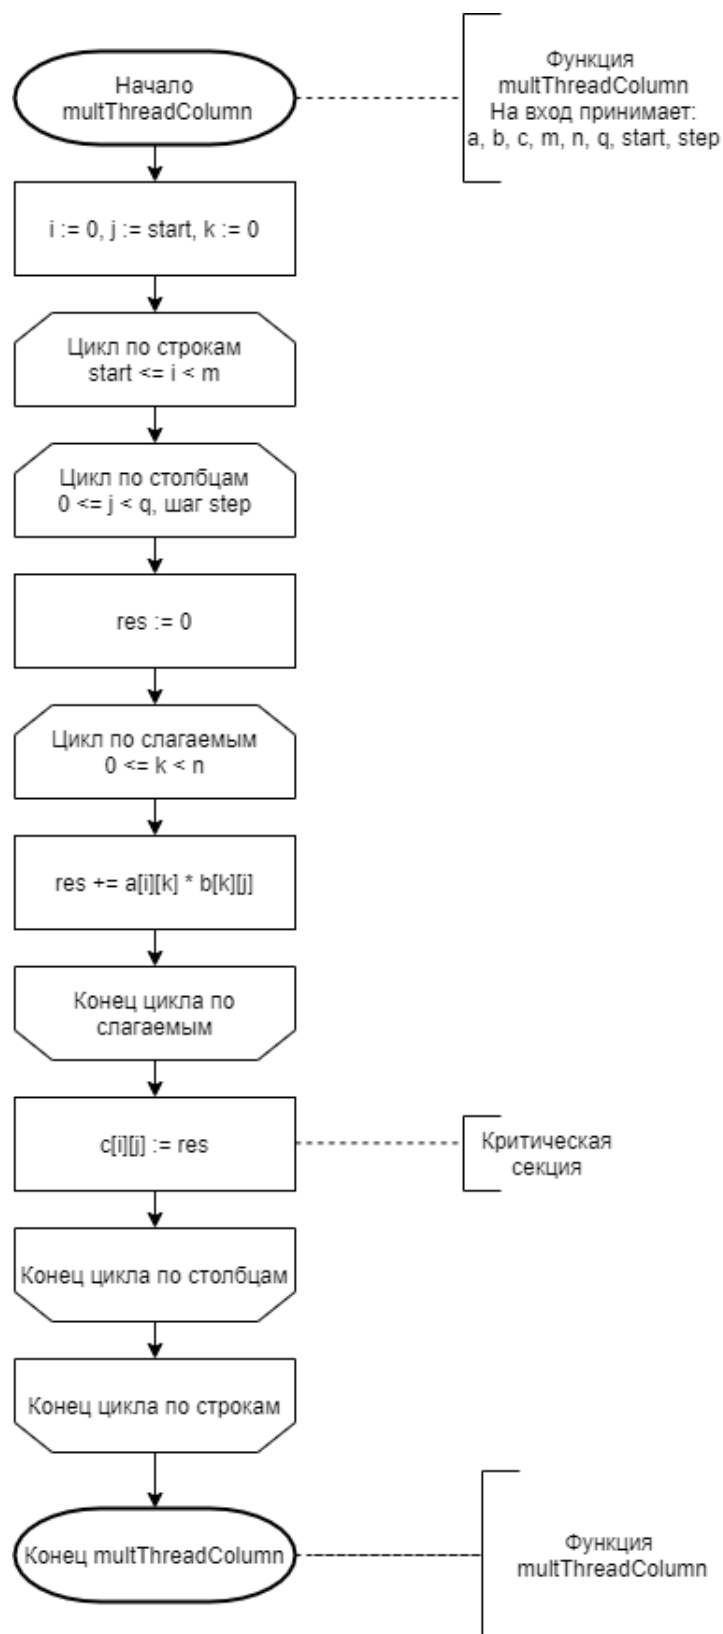 Начало
multThreadColumn
Функция
multThreadColumn
На вход принимает:
a, b, c, m, n, q, start, step
i := 0, j := start, k := 0
Цикл по строкам
start <= i < m
Цикл по столбцам
0 <= j < q, шаг step
res := 0
Цикл по слагаемым
0 <= k < n
res += a[i][k] * b[k][j]
Конец цикла по
слагаемым
c[i][j] := res
Критическая
секция
Конец цикла по столбцам
Конец цикла по строкам
Конец multThreadColumn
Функция
multThreadColumn